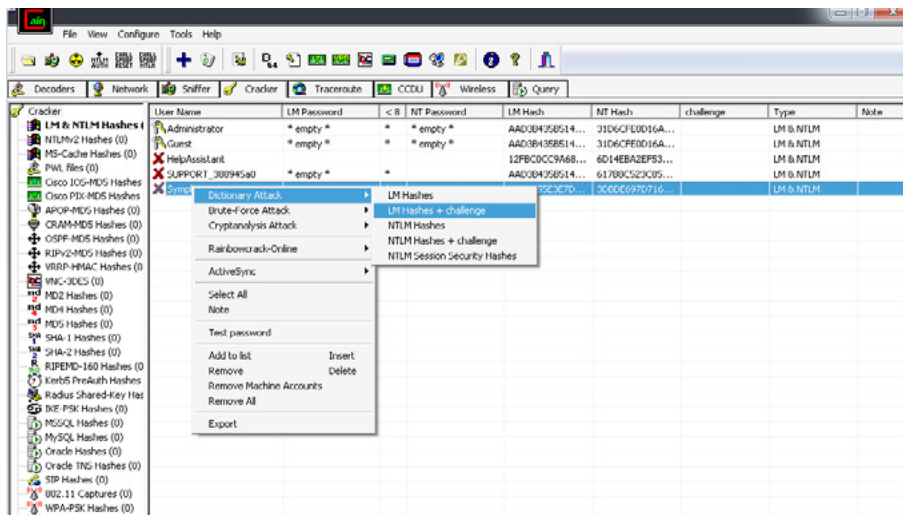 Cain
File View Configure Tools Help
Decoders Network Sniffer Cracker Traceroute CCDU Wireless Query
Cracker
LM & NTLM Hashes (
NTLMv2 Hashes (0)
MS-Cache Hashes (0)
PWL files (0)
Cisco IOS-MD5 Hashes
Cisco PIX-MD5 Hashes
APOP-MD5 Hashes (0)
CRAM-MD5 Hashes (0)
OSPF-MD5 Hashes (0)
RIPv2-MD5 Hashes (0)
VRRP-HMAC Hashes (0
VNC-3DES (0)
MD2 Hashes (0)
MD4 Hashes (0)
MD5 Hashes (0)
SHA-1 Hashes (0)
SHA-2 Hashes (0)
RIPEMD-160 Hashes (0
Kerb5 PreAuth Hashes
Radius Shared-Key Has
IKE-PSK Hashes (0)
MSSQL Hashes (0)
MySQL Hashes (0)
Oracle Hashes (0)
Oracle TNS Hashes (0)
SIP Hashes (0)
802.11 Captures (0)
WPA-PSK Hashes (0)
User Name LM Password < 8 NT Password LM Hash NT Hash challenge Type Note
Administrator * empty * * * empty * AAD3B435B514... 31D6CFE0D16A... LM & NTLM
Guest * empty * * * empty * AAD3B435B514... 31D6CFE0D16A... LM & NTLM
HelpAssistant 12FBC0CC9A68... 6D14EBA2EF53... LM & NTLM
SUPPORT_388945a0 * empty * * AAD3B435B514... 617B8C523C85... LM & NTLM
LM & NTLM
Dictionary Attack
Brute-Force Attack
Cryptanalysis Attack
Rainbowcrack-Online
ActiveSync
Select All
Note
Test password
Add to list Insert
Remove Delete
Remove Machine Accounts
Remove All
Export
LM Hashes
LM Hashes + challenge
NTLM Hashes
NTLM Hashes + challenge
NTLM Session Security Hashes